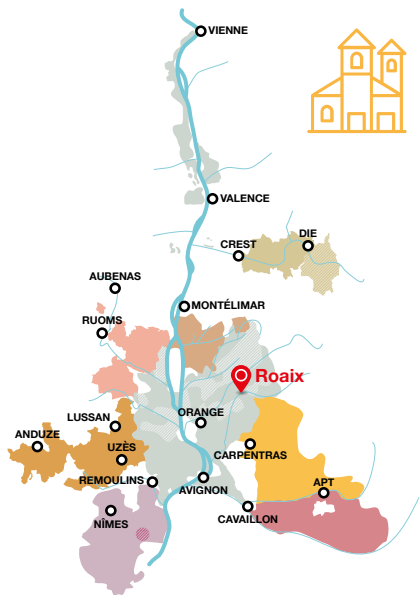 VIENNE
VALENCE
DIE
CREST
AUBENAS
MONTÉLIMAR
RUOMS
Roaix
LUSSAN
ORANGE
ANDUZE
UZÈS
CARPENTRAS
REMOULINS
AVIGNON
APT
NÎMES
CAVAILLON